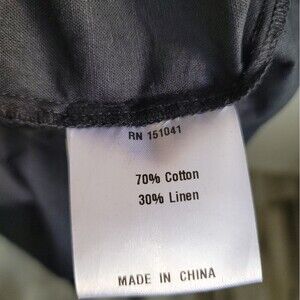 RN 151041
70% Cotton
30% Linen
MADE IN CHINA